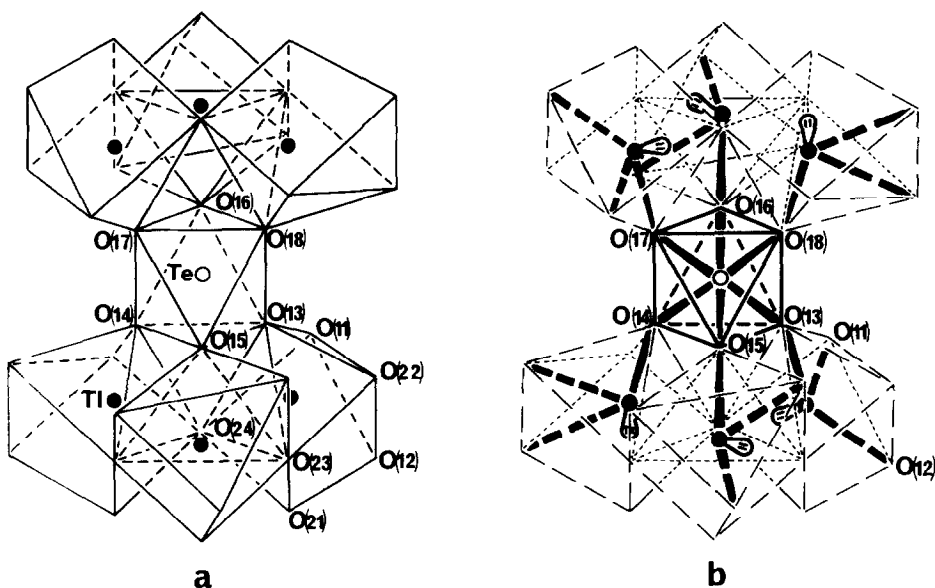 O(16)
O(17)
O(18)
Te
O(14)
O(13)
O(15)
O(11)
O(22)
Tl
O(24)
O(23)
O(12)
O(21)
a
O(16)
O(17)
O(18)
O(14)
O(13)
O(11)
O(15)
O(12)
b